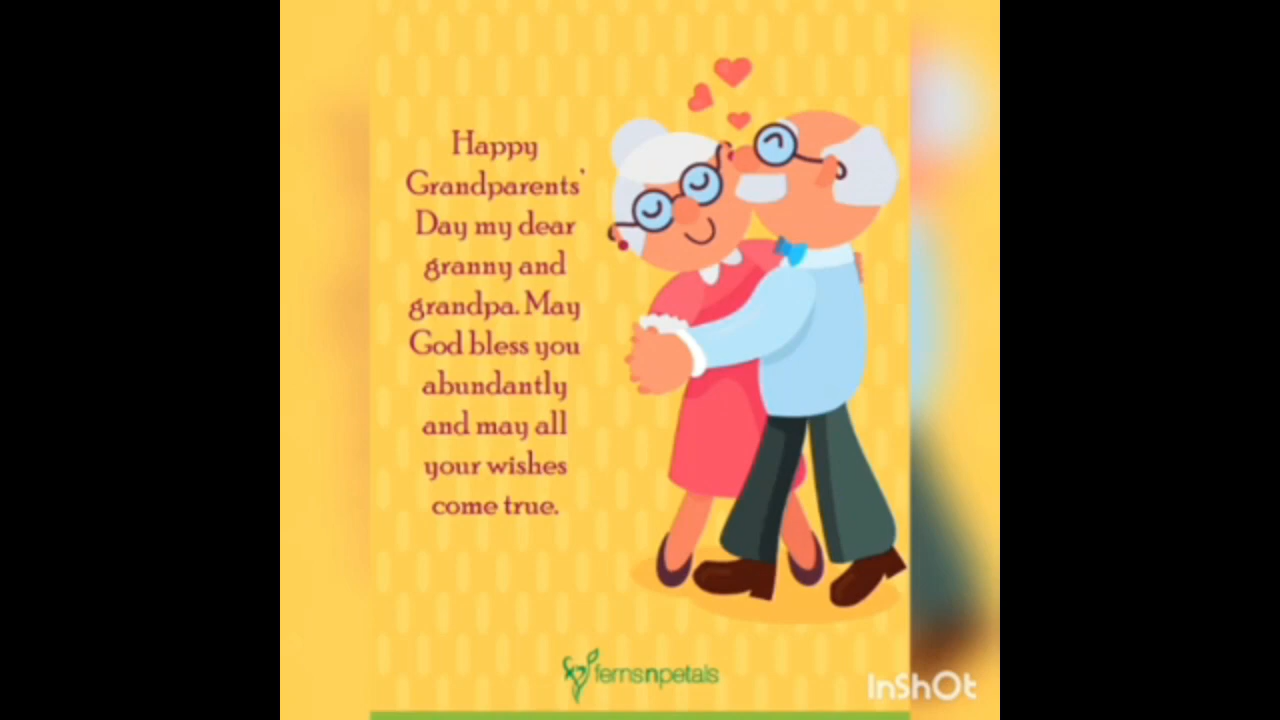 Happy
Grandparents'
Day my dear
granny and
grandpa. May
God bless you
abundantly
and may all
your wishes
come true.
fernsnpetals
InShOt